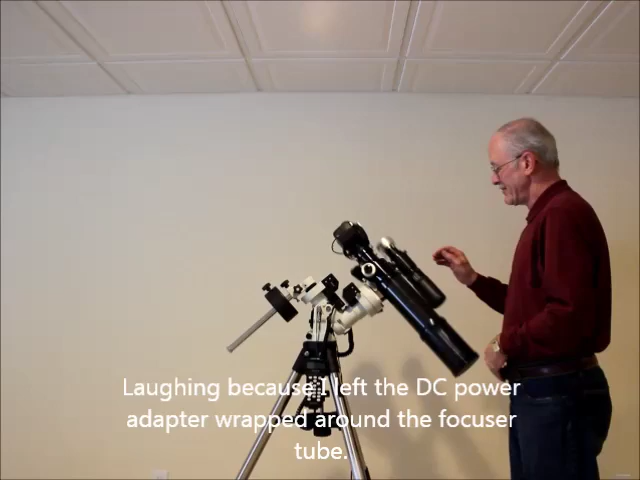 Laughing because I left the DC power
adapter wrapped around the focuser
tube.